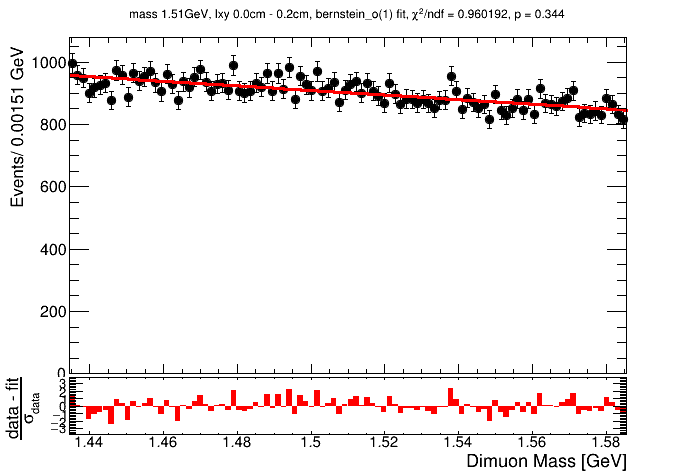 mass 1.51GeV, lxy 0.0cm - 0.2cm, bernstein_o(1) fit, χ²/ndf = 0.960192, p = 0.344
Events/ 0.00151 GeV
1000
800
600
400
200
0
data - fit
σdata
3
2
1
0
−1
−2
−3
1.44 1.46 1.48 1.5 1.52 1.54 1.56 1.58
Dimuon Mass [GeV]